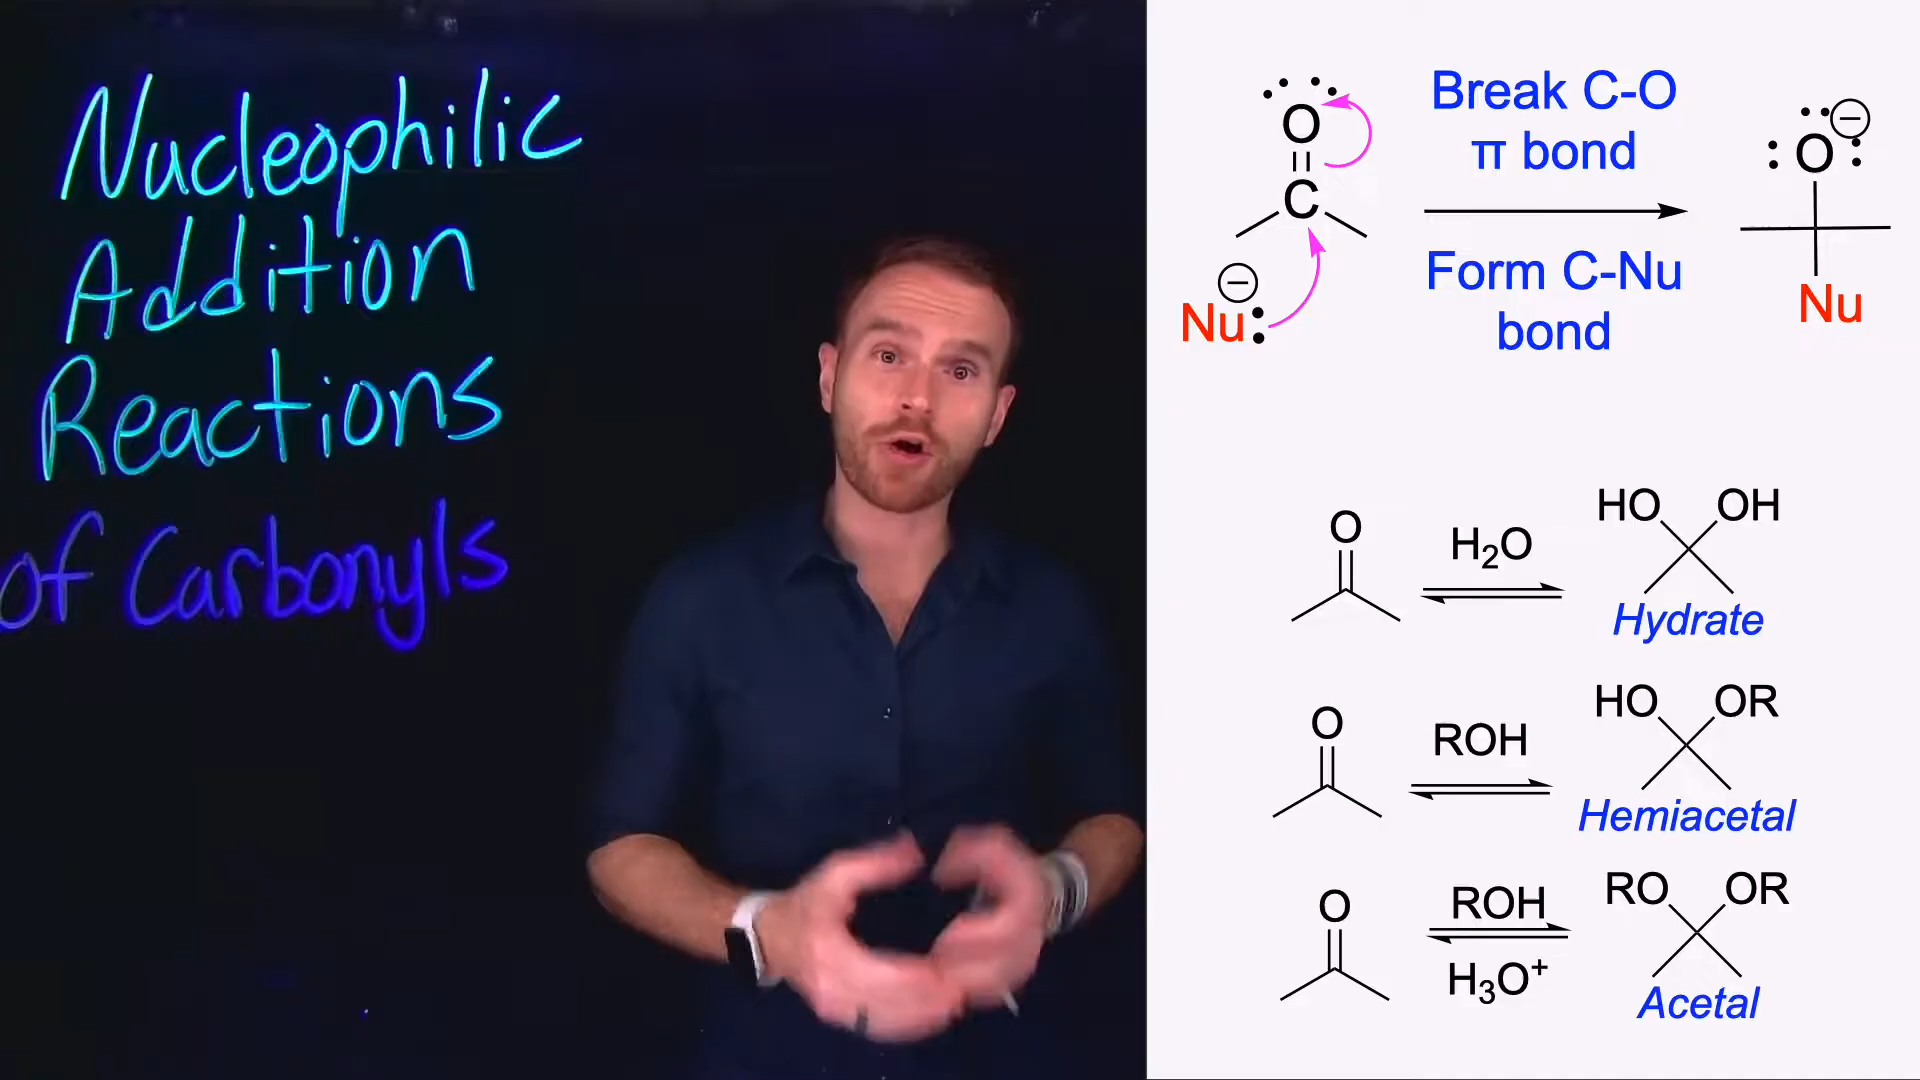 Nucleophilic
Addition
Reactions
of Carbonyls
O
C
Nu:
Break C-O
π bond
Form C-Nu
bond
:O:
Nu
O
H₂O
HO OH
Hydrate
O
ROH
HO OR
Hemiacetal
O
ROH
H₃O⁺
RO OR
Acetal